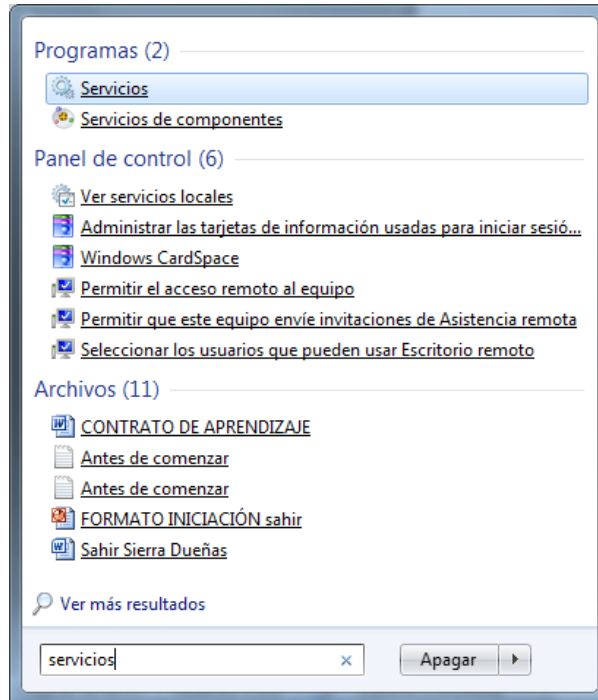 Programas (2)
Servicios
Servicios de componentes
Panel de control (6)
Ver servicios locales
Administrar las tarjetas de información usadas para iniciar sesió...
Windows CardSpace
Permitir el acceso remoto al equipo
Permitir que este equipo envíe invitaciones de Asistencia remota
Seleccionar los usuarios que pueden usar Escritorio remoto
Archivos (11)
CONTRATO DE APRENDIZAJE
Antes de comenzar
Antes de comenzar
FORMATO INICIACIÓN sahir
Sahir Sierra Dueñas
Ver más resultados
servicios
Apagar